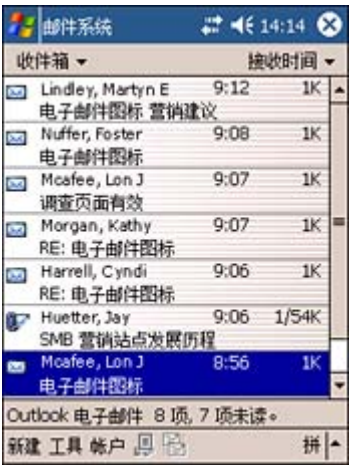 邮件系统 14:14
收件箱 接收时间
Lindley, Martyn E 9:12 1K
电子邮件图标 营销建议
Nuffer, Foster 9:08 1K
电子邮件图标
Mcafee, Lon J 9:07 1K
调查页面有效
Morgan, Kathy 9:07 1K
RE: 电子邮件图标
Harrell, Cyndi 9:06 1K
RE: 电子邮件图标
Huetter, Jay 9:06 1/54K
SMB 营销站点发展历程
Mcafee, Lon J 8:56 1K
电子邮件图标
Outlook 电子邮件 8 项, 7 项未读。
新建 工具 帐户 拼